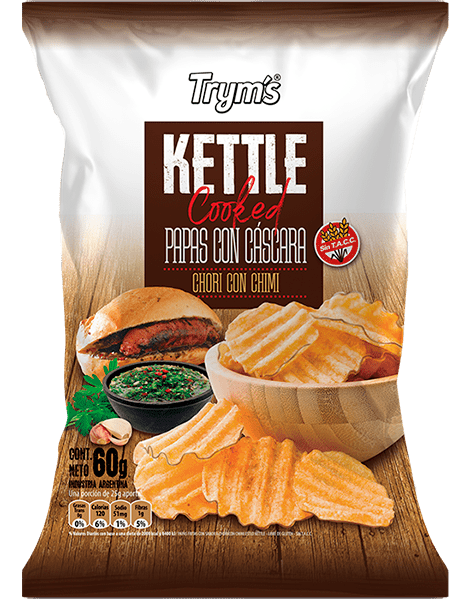 Trym's®
KETTLE
Cooked
PAPAS CON CÁSCARA
CHORI CON CHIMI
Sin T.A.C.C.
CONT.
NETO 60g
INDUSTRIA ARGENTINA
Una porción de 25g aporta
Grasas Trans 0g 0%
Calorías 120 6%
Sodio 51mg 1%
Fibras 1g 5%